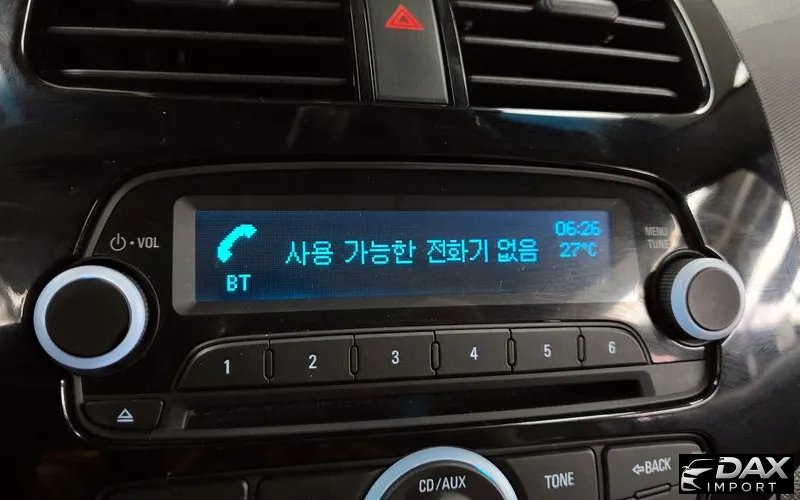 VOL
06:26
MENU
TUNE
사용 가능한 전화기 없음
27°C
BT
1 2 3 4 5 6
CD/AUX
TONE
BACK
DAX
IMPORT